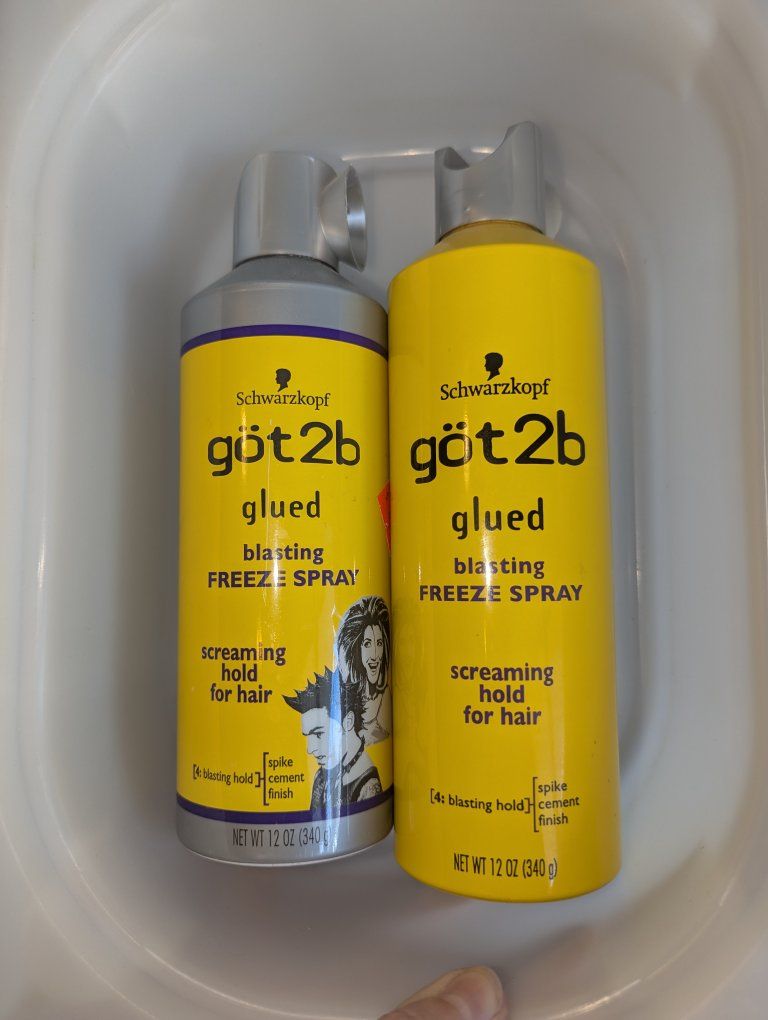 Schwarzkopf
göt2b
glued
blasting
FREEZE SPRAY
screaming
hold
for hair
[4: blasting hold]
spike
cement
finish
NET WT 12 OZ (340 g
Schwarzkopf
göt2b
glued
blasting
FREEZE SPRAY
screaming
hold
for hair
[4: blasting hold]
spike
cement
finish
NET WT 12 OZ (340 g)